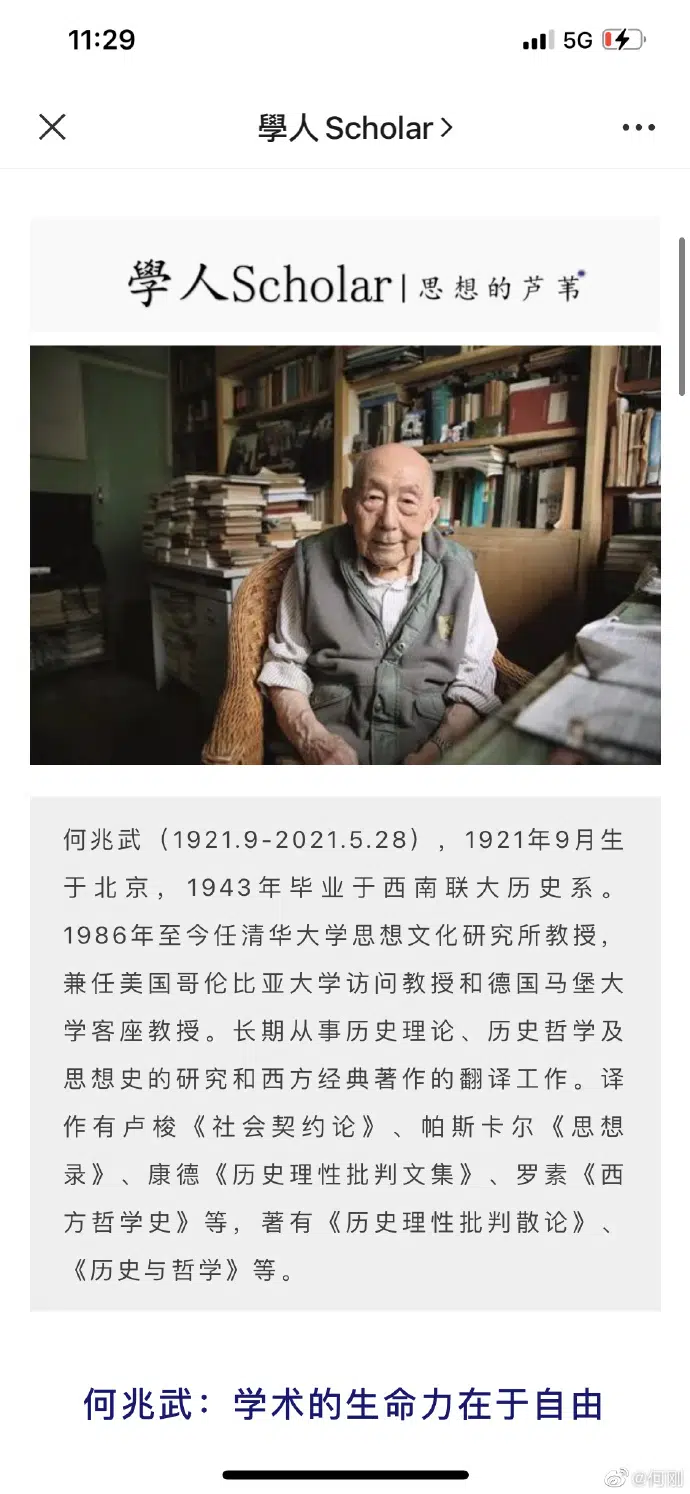 11:29
5G
學人 Scholar
學人Scholar|思想的芦苇
何兆武（1921.9-2021.5.28），1921年9月生
于北京，1943年毕业于西南联大历史系。
1986年至今任清华大学思想文化研究所教授，
兼任美国哥伦比亚大学访问教授和德国马堡大
学客座教授。长期从事历史理论、历史哲学及
思想史的研究和西方经典著作的翻译工作。译
作有卢梭《社会契约论》、帕斯卡尔《思想
录》、康德《历史理性批判文集》、罗素《西
方哲学史》等，著有《历史理性批判散论》、
《历史与哲学》等。
何兆武：学术的生命力在于自由
@何刚